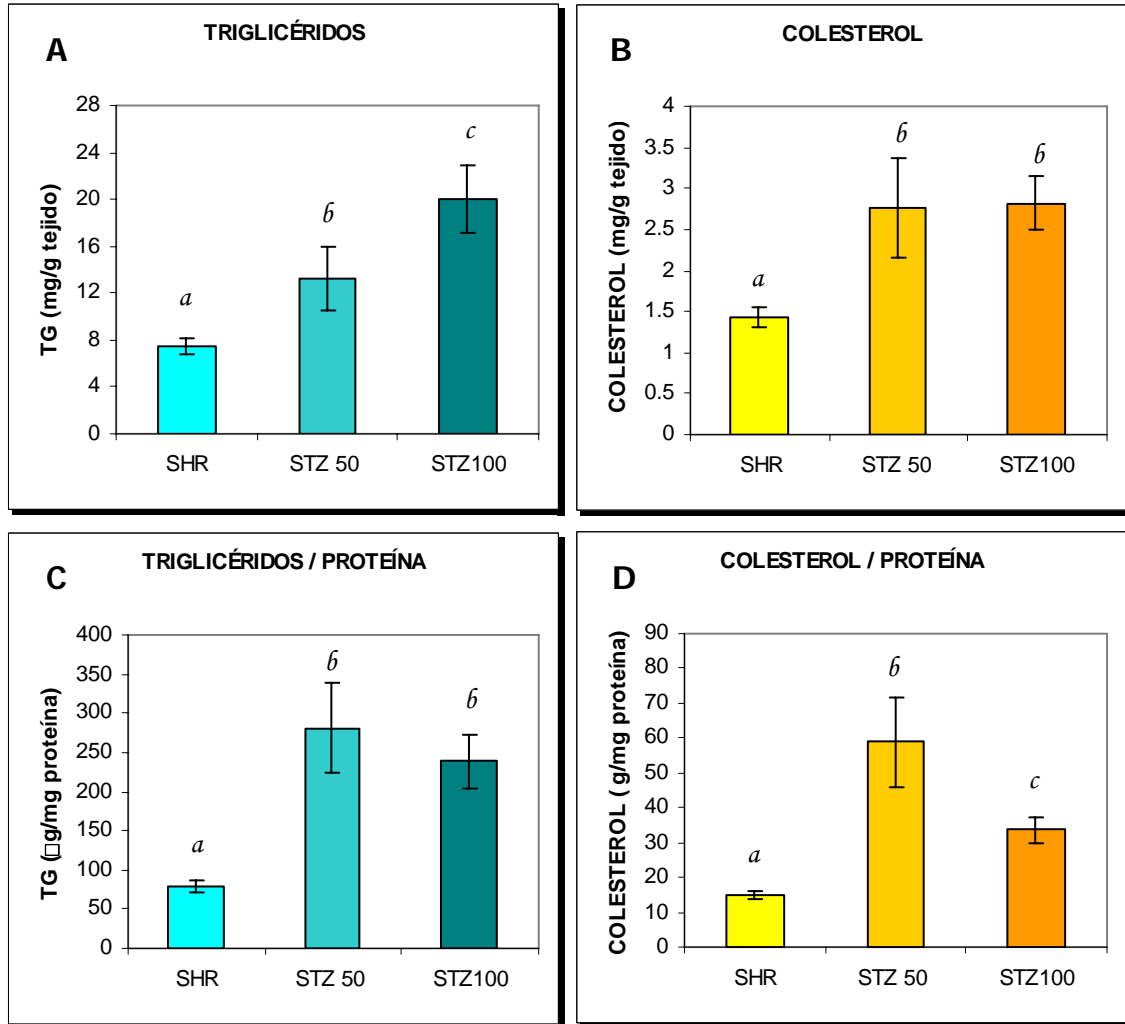 A
TRIGLICÉRIDOS
TG (mg/g tejido)
28
24
20
16
12
8
4
0
a
b
c
SHR
STZ 50
STZ100
B
COLESTEROL
COLESTEROL (mg/g tejido)
4
3.5
3
2.5
2
1.5
1
0.5
0
a
b
b
SHR
STZ 50
STZ100
C
TRIGLICÉRIDOS / PROTEÍNA
TG (□g/mg proteína)
400
350
300
250
200
150
100
50
0
a
b
b
SHR
STZ 50
STZ100
D
COLESTEROL / PROTEÍNA
COLESTEROL ( g/mg proteína)
90
80
70
60
50
40
30
20
10
0
a
b
c
SHR
STZ 50
STZ100